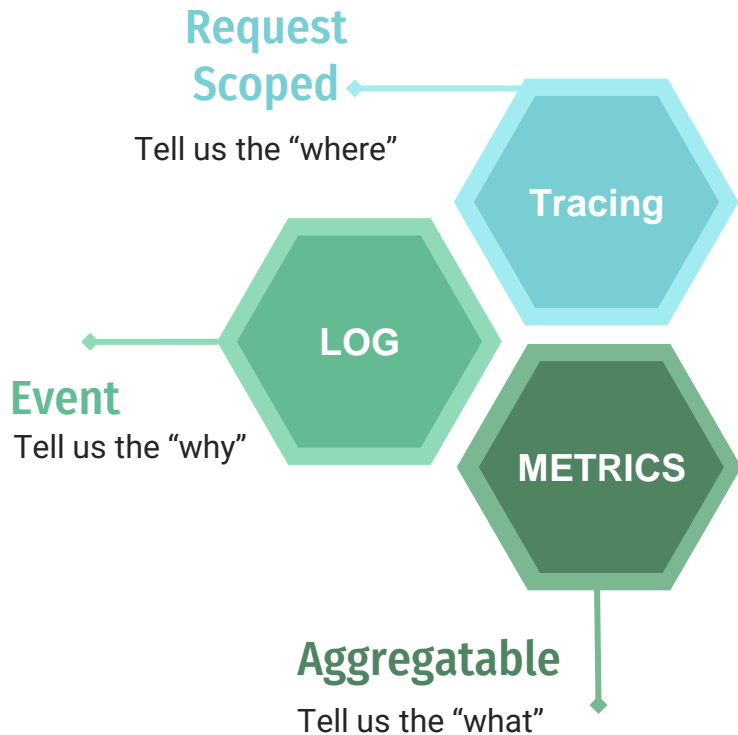 Request
Scoped
Tell us the “where”
Tracing
LOG
Event
Tell us the “why”
METRICS
Aggregatable
Tell us the “what”